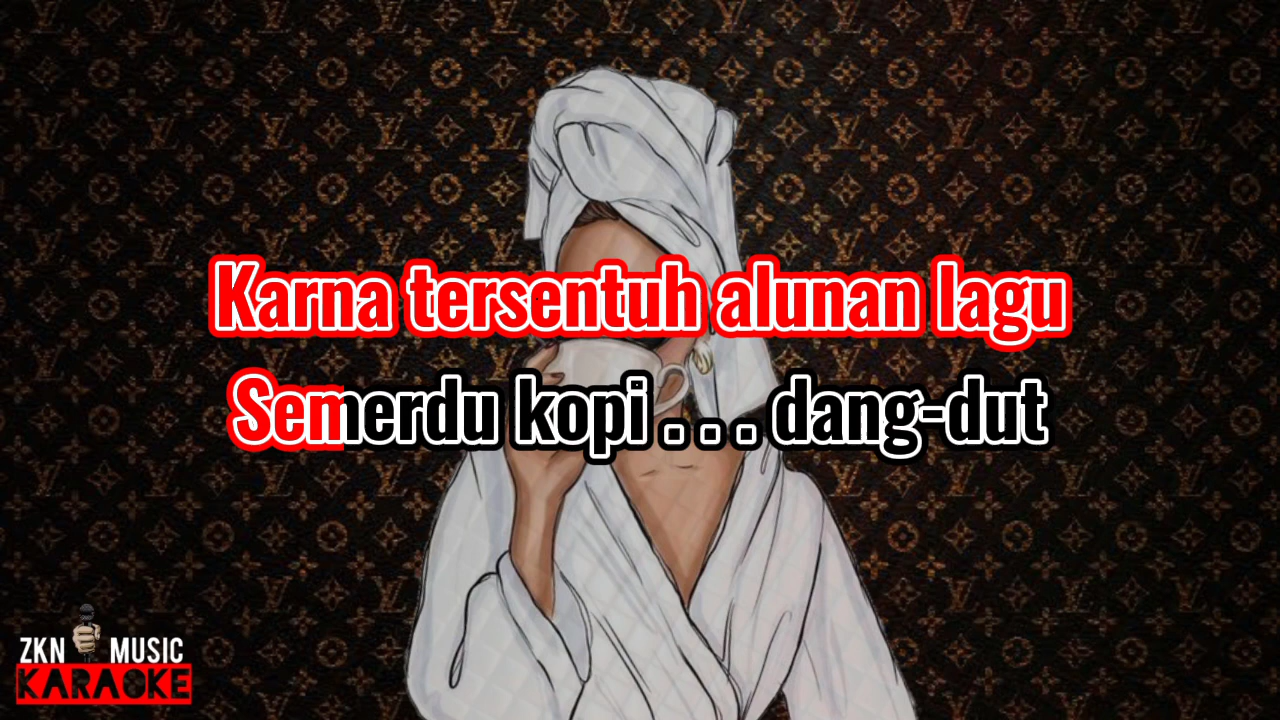 Karna tersentuh alunan lagu
Semerdu kopi . . . dang-dut
ZKN MUSIC
KARAOKE